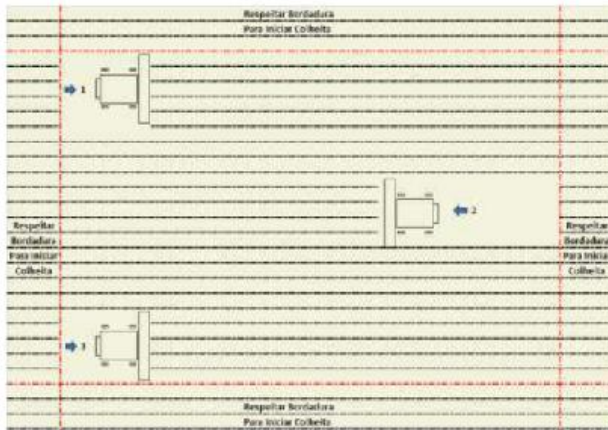 Respeitar Bordadura
Para Iniciar Colheita
1
2
Respeitar
Bordadura
Para Iniciar
Colheita
Respeitar
Bordadura
Para Iniciar
Colheita
3
Respeitar Bordadura
Para Iniciar Colheita